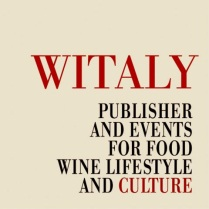 WITALY
PUBLISHER
AND EVENTS
FOR FOOD
WINE LIFESTYLE
AND CULTURE